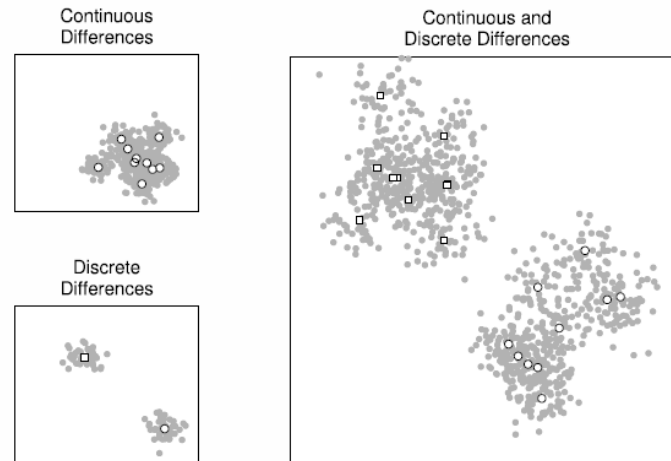 Continuous
Differences
Continuous and
Discrete Differences
Discrete
Differences